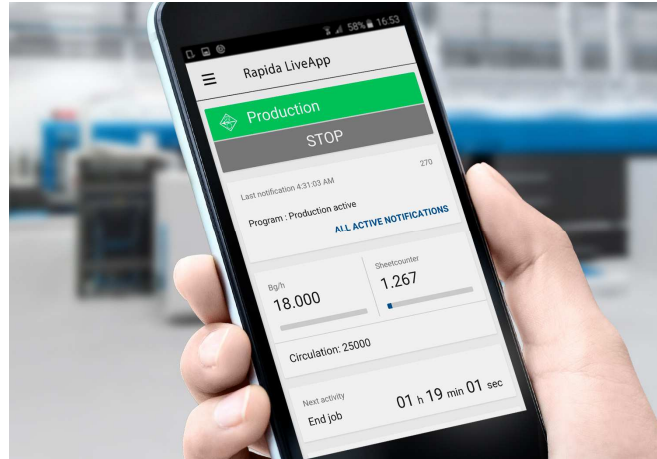 58% 16:53
Rapida LiveApp
Production
STOP
Last notification 4:31:03 AM 270
Program : Production active
ALL ACTIVE NOTIFICATIONS
Bg/h Sheetcounter
18.000 1.267
Circulation: 25000
Next activity
End job 01 h 19 min 01 sec